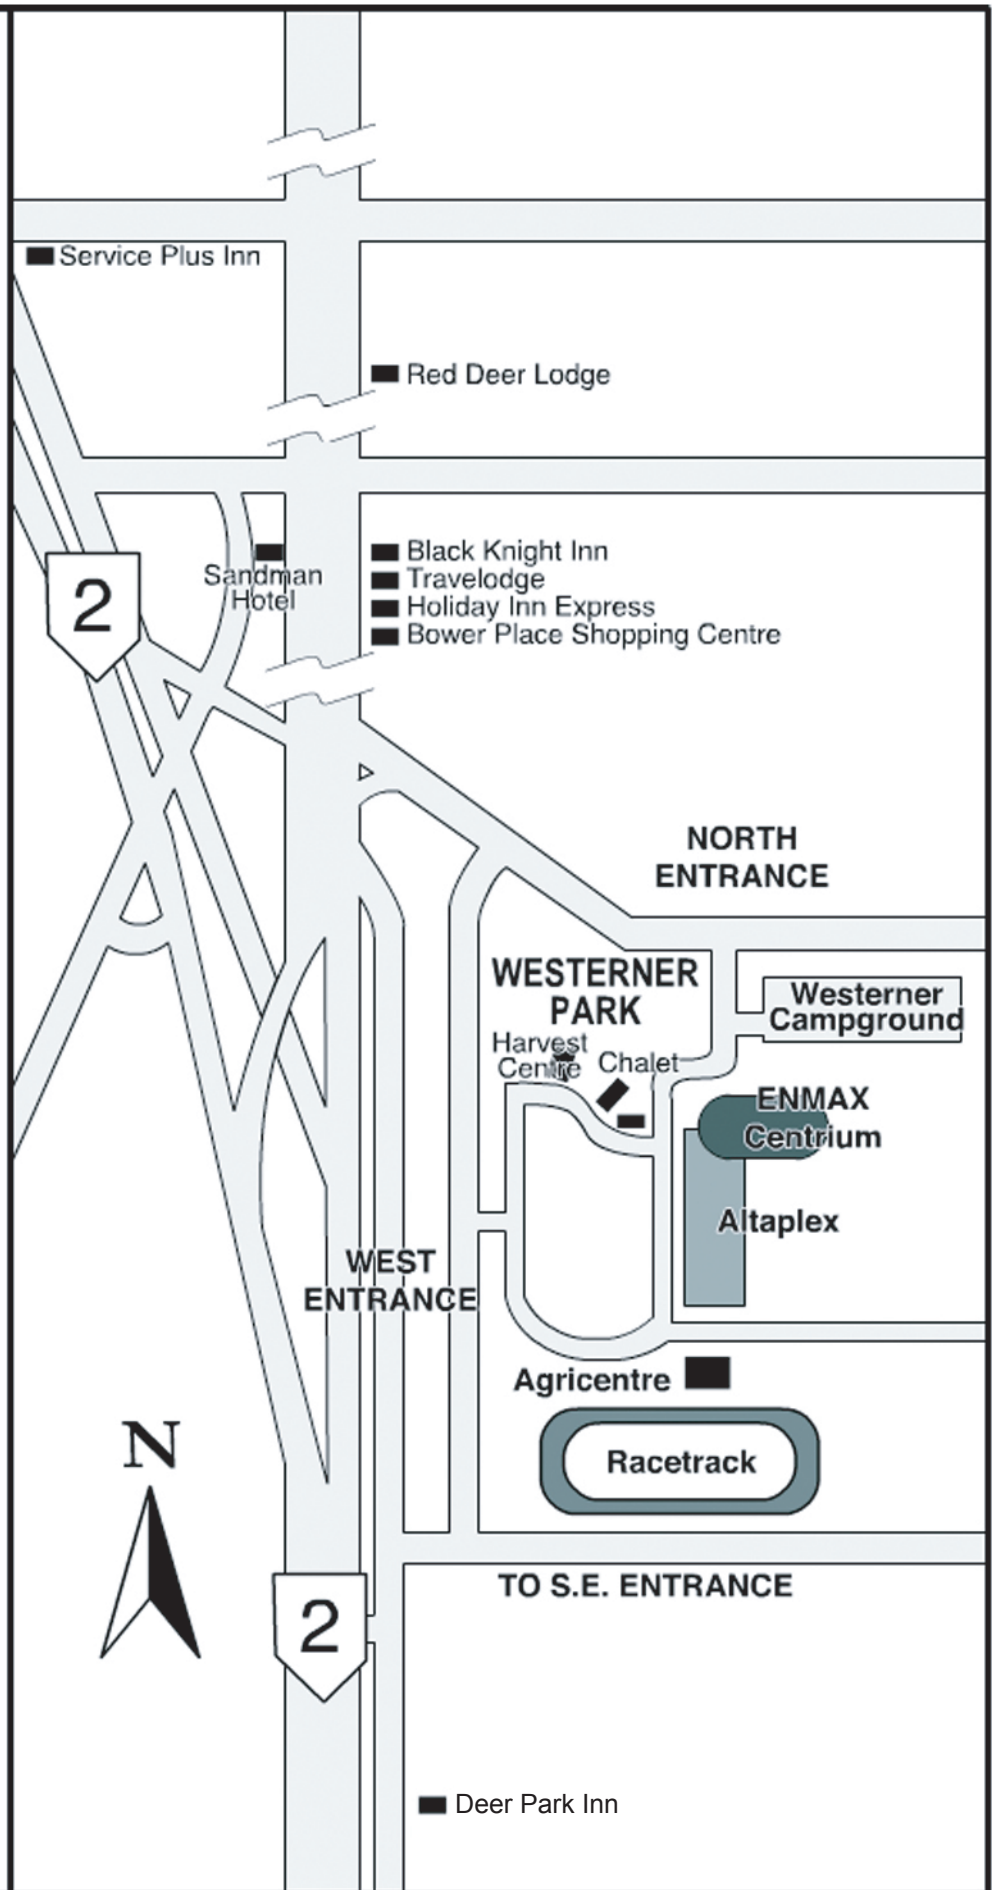 Service Plus Inn
Red Deer Lodge
Black Knight Inn
Travelodge
Holiday Inn Express
Bower Place Shopping Centre
Sandman
Hotel
2
NORTH
ENTRANCE
WESTERNER
PARK
Westerner
Campground
Harvest
Centre
Chalet
ENMAX
Centrium
Altaplex
WEST
ENTRANCE
Agricentre
Racetrack
N
TO S.E. ENTRANCE
2
Deer Park Inn